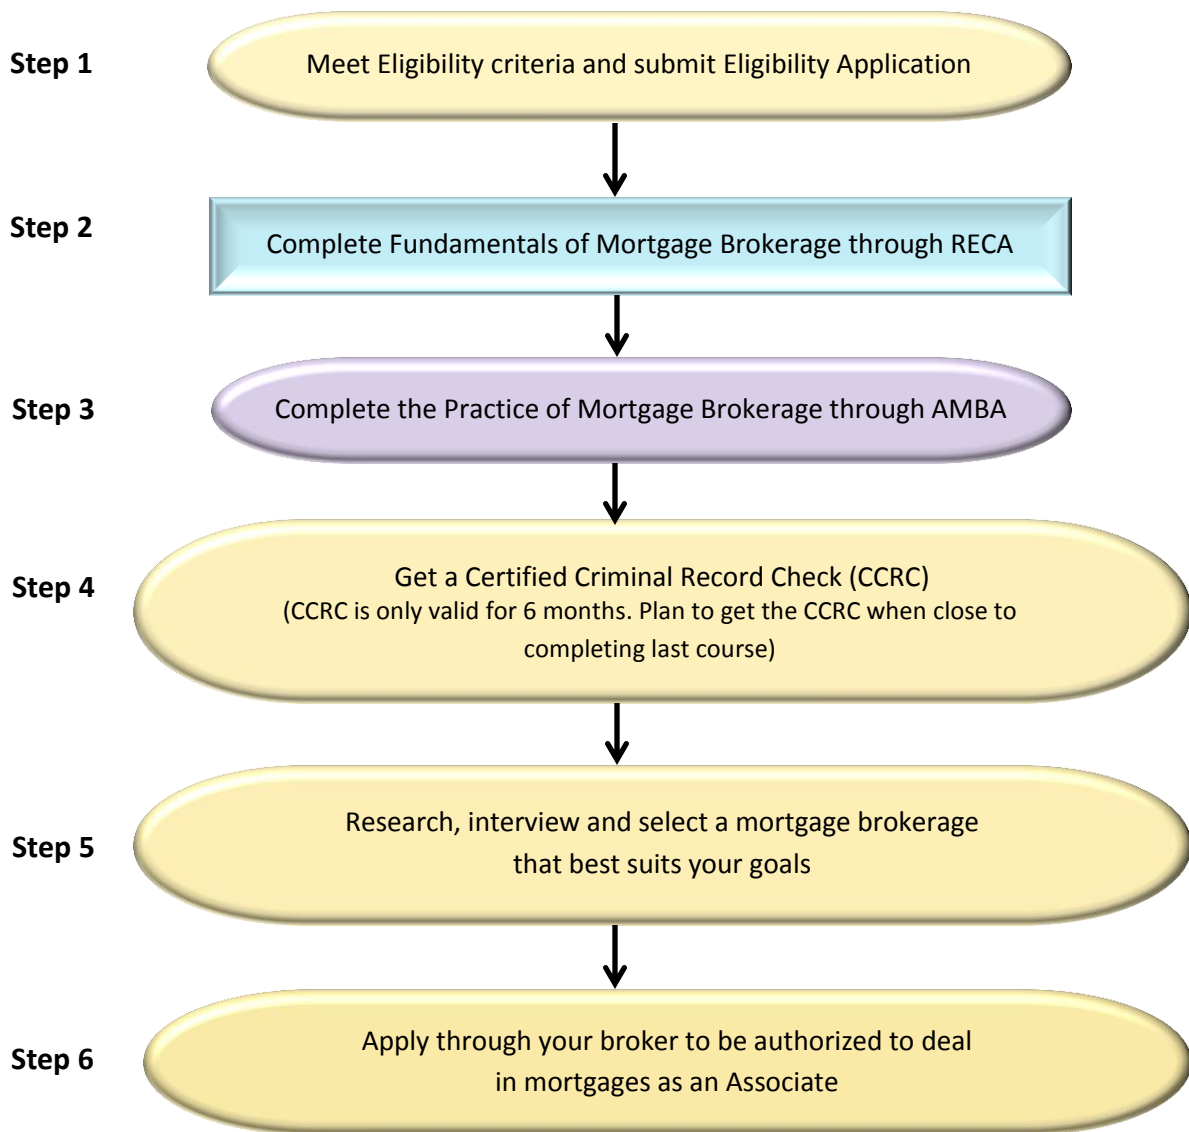 Step 1
Meet Eligibility criteria and submit Eligibility Application
Step 2
Complete Fundamentals of Mortgage Brokerage through RECA
Step 3
Complete the Practice of Mortgage Brokerage through AMBA
Step 4
Get a Certified Criminal Record Check (CCRC)
(CCRC is only valid for 6 months. Plan to get the CCRC when close to
completing last course)
Step 5
Research, interview and select a mortgage brokerage
that best suits your goals
Step 6
Apply through your broker to be authorized to deal
in mortgages as an Associate